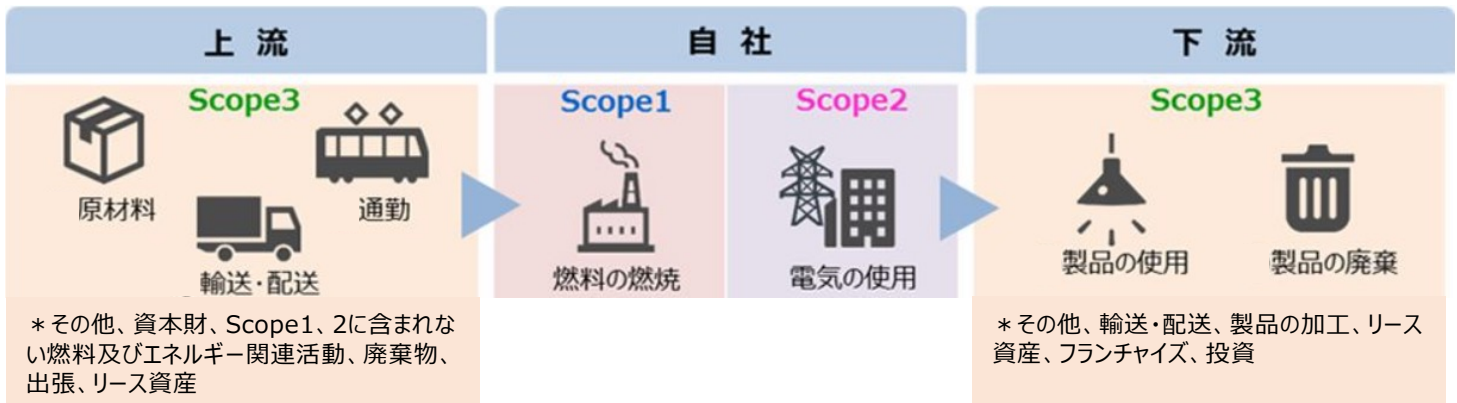 上 流
Scope3
原材料
通勤
輸送・配送
＊その他、資本財、Scope1、2に含まれな
い燃料及びエネルギー関連活動、廃棄物、
出張、リース資産
自 社
Scope1
燃料の燃焼
Scope2
電気の使用
下 流
Scope3
製品の使用
製品の廃棄
＊その他、輸送・配送、製品の加工、リース
資産、フランチャイズ、投資